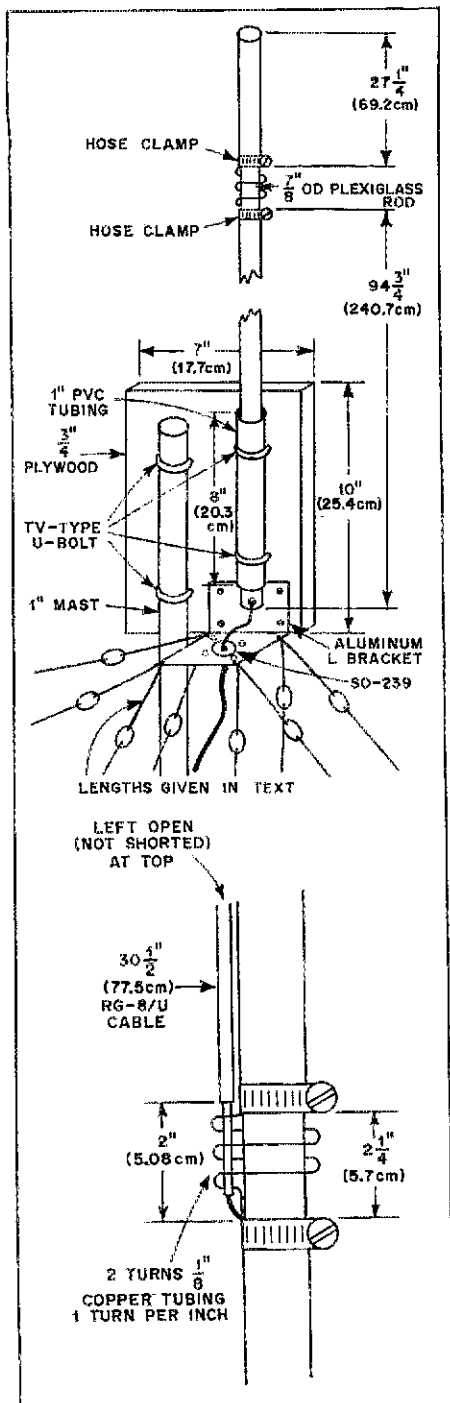 27 1/4"
(69.2cm)
HOSE CLAMP
7/8" OD PLEXIGLASS
ROD
HOSE CLAMP
94 3/4"
(240.7cm)
7"
(17.7cm)
1" PVC
TUBING
3/4"
PLYWOOD
8"
(20.3
cm)
10"
(25.4cm)
TV-TYPE
U-BOLT
1" MAST
ALUMINUM
L BRACKET
SO-239
LENGTHS GIVEN IN TEXT
LEFT OPEN
(NOT SHORTED)
AT TOP
30 1/2"
(77.5cm)
RG-8/U
CABLE
2"
(5.08cm)
2 1/4"
(5.7cm)
2 TURNS 1/8"
COPPER TUBING
1 TURN PER INCH